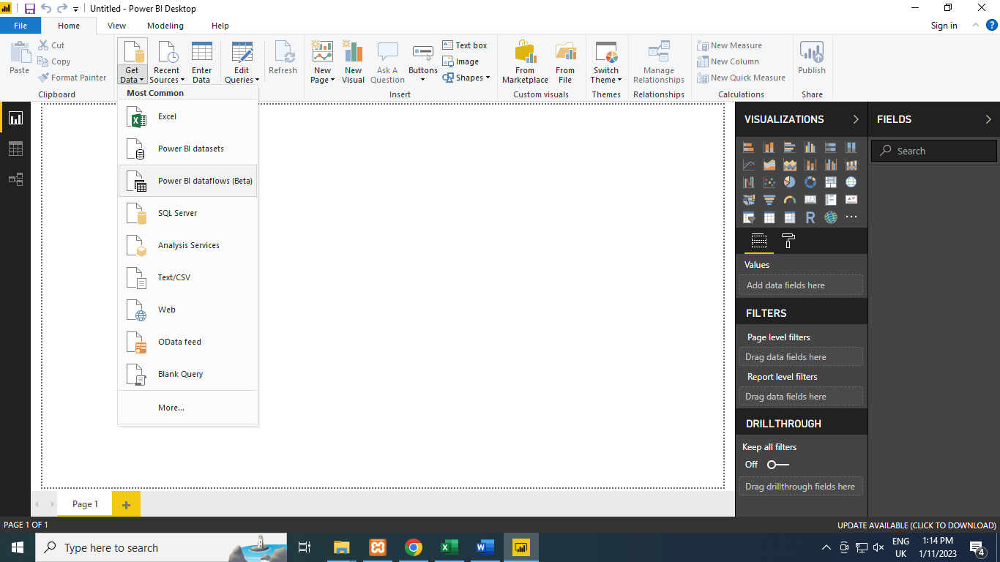 Untitled - Power BI Desktop
File
Home
View
Modeling
Help
Sign in
?
Paste
Cut
Copy
Format Painter
Clipboard
Get
Data
Recent
Sources
Enter
Data
Edit
Queries
Refresh
New
Page
New
Visual
Ask A
Question
Buttons
Text box
Image
Shapes
Insert
From
Marketplace
From
File
Custom visuals
Switch
Theme
Themes
Manage
Relationships
Relationships
New Measure
New Column
New Quick Measure
Calculations
Publish
Share
Most Common
Excel
Power BI datasets
Power BI dataflows (Beta)
SQL Server
Analysis Services
Text/CSV
Web
OData feed
Blank Query
More...
VISUALIZATIONS
R
Values
Add data fields here
FILTERS
Page level filters
Drag data fields here
Report level filters
Drag data fields here
DRILLTHROUGH
Keep all filters
Off
Drag drillthrough fields here
FIELDS
Search
Page 1
PAGE 1 OF 1
UPDATE AVAILABLE (CLICK TO DOWNLOAD)
Type here to search
ENG
UK
1:14 PM
1/11/2023
4